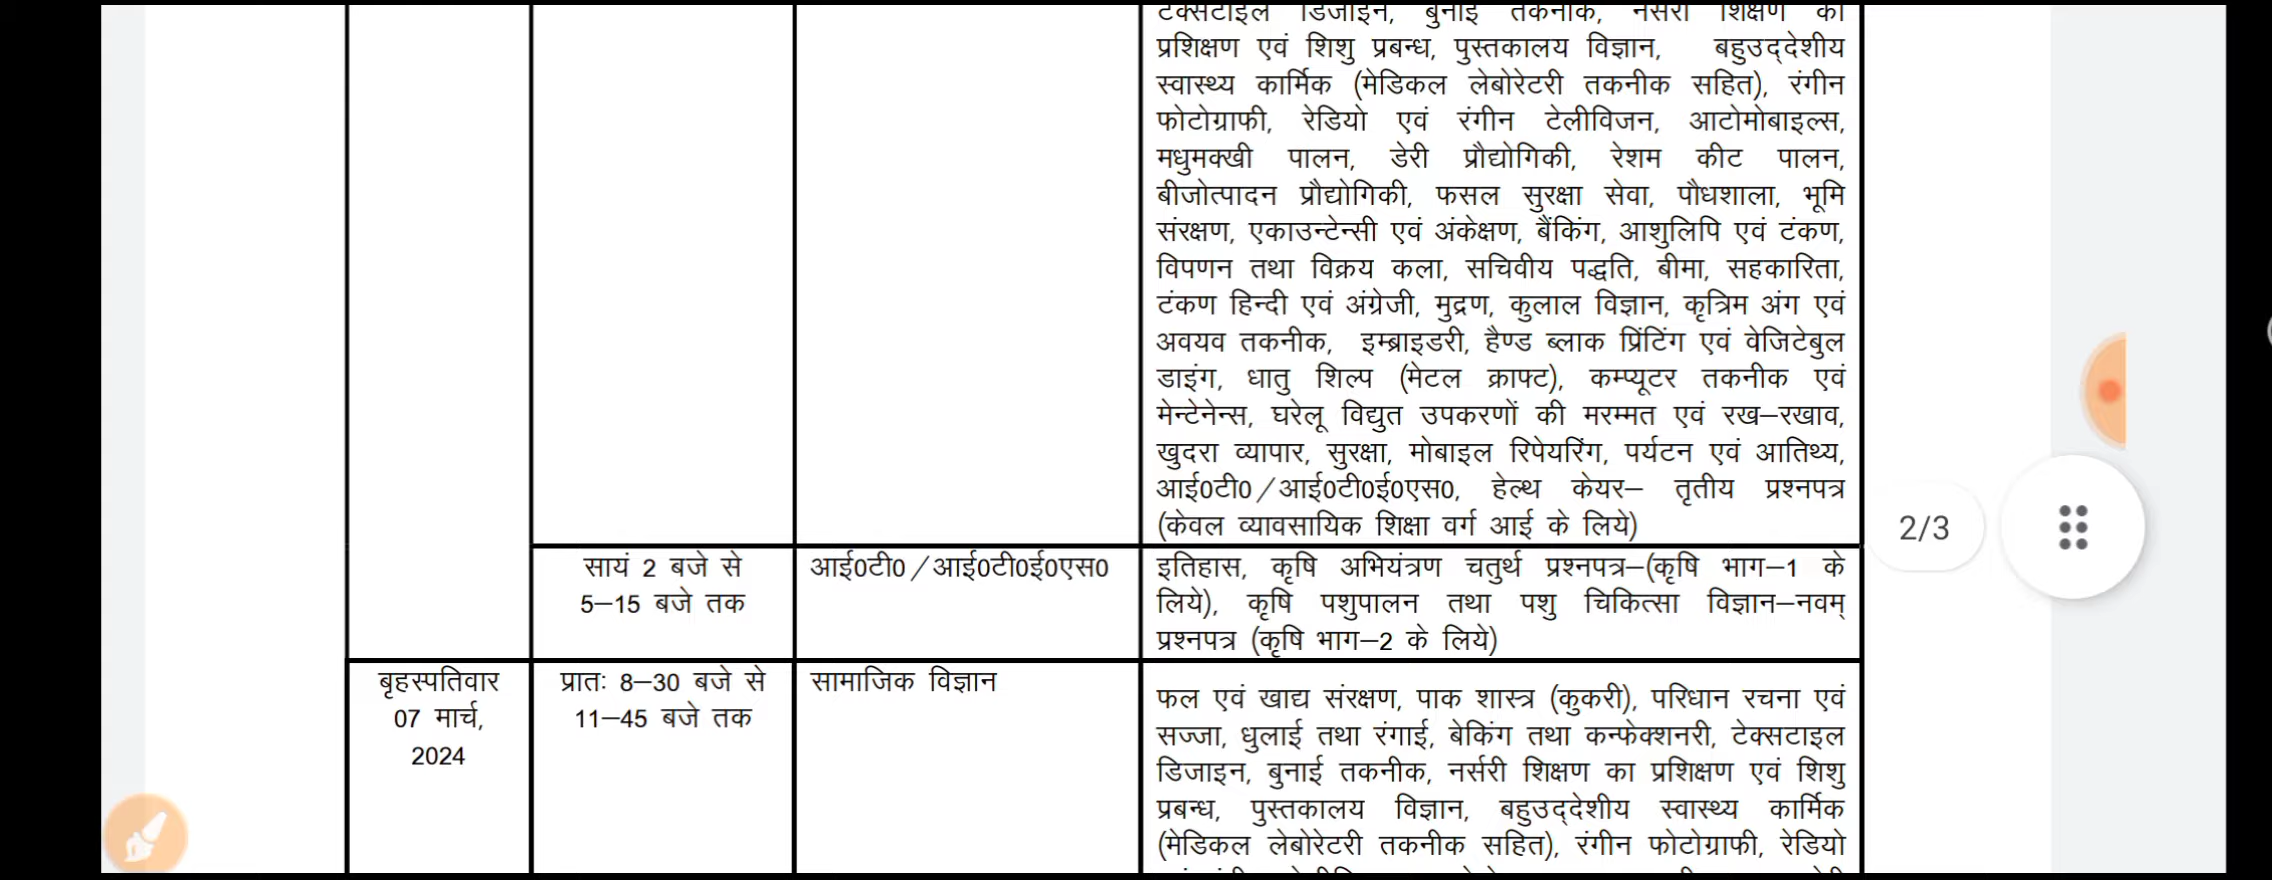 टेक्सटाइल डिजाइन, बुनाई तकनीक, नर्सरी शिक्षण का
प्रशिक्षण एवं शिशु प्रबन्ध, पुस्तकालय विज्ञान, बहुउद्देशीय
स्वास्थ्य कार्मिक (मेडिकल लेबोरेटरी तकनीक सहित), रंगीन
फोटोग्राफी, रेडियो एवं रंगीन टेलीविजन, आटोमोबाइल्स,
मधुमक्खी पालन, डेरी प्रौद्योगिकी, रेशम कीट पालन,
बीजोत्पादन प्रौद्योगिकी, फसल सुरक्षा सेवा, पौधशाला, भूमि
संरक्षण, एकाउन्टेन्सी एवं अंकेक्षण, बैंकिंग, आशुलिपि एवं टंकण,
विपणन तथा विक्रय कला, सचिवीय पद्धति, बीमा, सहकारिता,
टंकण हिन्दी एवं अंग्रेजी, मुद्रण, कुलाल विज्ञान, कृत्रिम अंग एवं
अवयव तकनीक, इम्ब्राइडरी, हैण्ड ब्लाक प्रिंटिंग एवं वेजिटेबुल
डाइंग, धातु शिल्प (मेटल क्राफ्ट), कम्प्यूटर तकनीक एवं
मेन्टेनेन्स, घरेलू विद्युत उपकरणों की मरम्मत एवं रख–रखाव,
खुदरा व्यापार, सुरक्षा, मोबाइल रिपेयरिंग, पर्यटन एवं आतिथ्य,
आई0टी0/आई0टी0ई0एस0, हेल्थ केयर– तृतीय प्रश्नपत्र
(केवल व्यावसायिक शिक्षा वर्ग आई के लिये)
2/3
सायं 2 बजे से
5–15 बजे तक
आई0टी0/आई0टी0ई0एस0
इतिहास, कृषि अभियंत्रण चतुर्थ प्रश्नपत्र–(कृषि भाग–1 के
लिये), कृषि पशुपालन तथा पशु चिकित्सा विज्ञान–नवम्
प्रश्नपत्र (कृषि भाग–2 के लिये)
बृहस्पतिवार
07 मार्च,
2024
प्रातः 8–30 बजे से
11–45 बजे तक
सामाजिक विज्ञान
फल एवं खाद्य संरक्षण, पाक शास्त्र (कुकरी), परिधान रचना एवं
सज्जा, धुलाई तथा रंगाई, बेकिंग तथा कन्फेक्शनरी, टेक्सटाइल
डिजाइन, बुनाई तकनीक, नर्सरी शिक्षण का प्रशिक्षण एवं शिशु
प्रबन्ध, पुस्तकालय विज्ञान, बहुउद्देशीय स्वास्थ्य कार्मिक
(मेडिकल लेबोरेटरी तकनीक सहित), रंगीन फोटोग्राफी, रेडियो